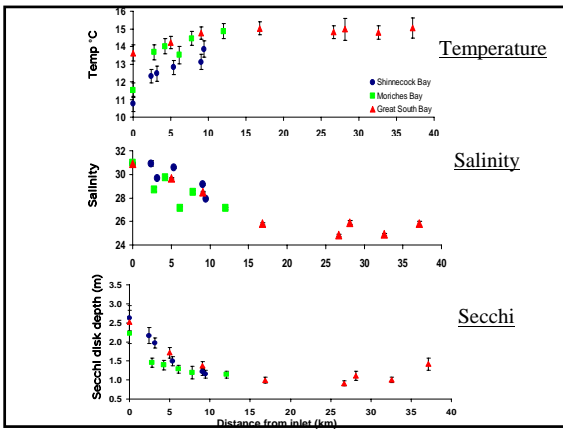 16
15
14
13
12
11
10
Temp °C
Temperature
Shinnecock Bay
Moriches Bay
Great South Bay
0 5 10 15 20 25 30 35 40
32
30
28
26
24
Salinity
Salinity
0 5 10 15 20 25 30 35 40
3.5
3.0
2.5
2.0
1.5
1.0
0.5
Secchi disk depth (m)
Secchi
0 5 10 15 20 25 30 35 40
Distance from inlet (km)